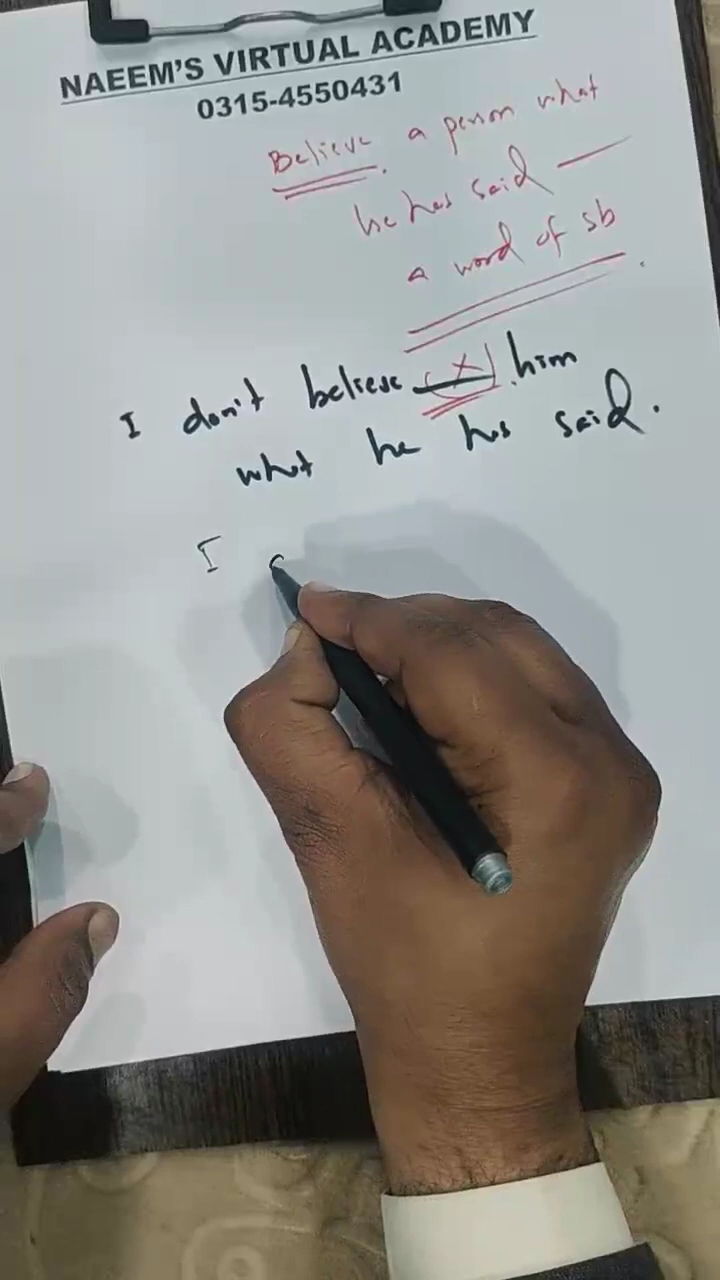 NAEEM'S VIRTUAL ACADEMY
0315-4550431
Believe a person what
he has said —
a word of sb
I don't believe (×) him
what he has said.
I